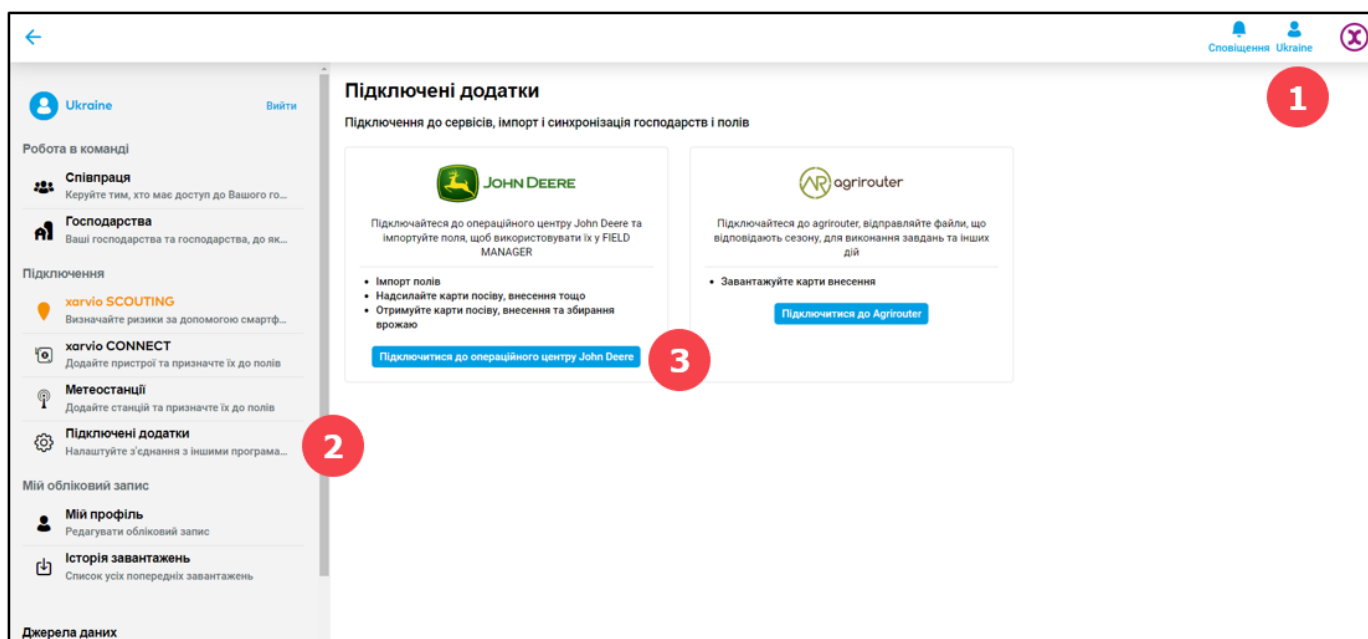 Сповіщення Ukraine
1
Ukraine Вийти
Робота в команді
Співпраця
Керуйте тим, хто має доступ до Вашого го...
Господарства
Ваші господарства та господарства, до як...
Підключення
xarvio SCOUTING
Визначайте ризики за допомогою смартф...
xarvio CONNECT
Додайте пристрої та призначте їх до полів
Метеостанції
Додайте станцій та призначте їх до полів
Підключені додатки
Налаштуйте з'єднання з іншими програма...
2
Мій обліковий запис
Мій профіль
Редагувати обліковий запис
Історія завантажень
Список усіх попередніх завантажень
Джерела даних
Підключені додатки
Підключення до сервісів, імпорт і синхронізація господарств і полів
JOHN DEERE
Підключайтеся до операційного центру John Deere та
імпортуйте поля, щоб використовувати їх у FIELD
MANAGER
• Імпорт полів
• Надсилайте карти посіву, внесення тощо
• Отримуйте карти посіву, внесення та збирання
врожаю
Підключитися до операційного центру John Deere
3
AR agrirouter
Підключайтеся до agrirouter, відправляйте файли, що
відповідають сезону, для виконання завдань та інших
дій
• Завантажуйте карти внесення
Підключитися до Agrirouter